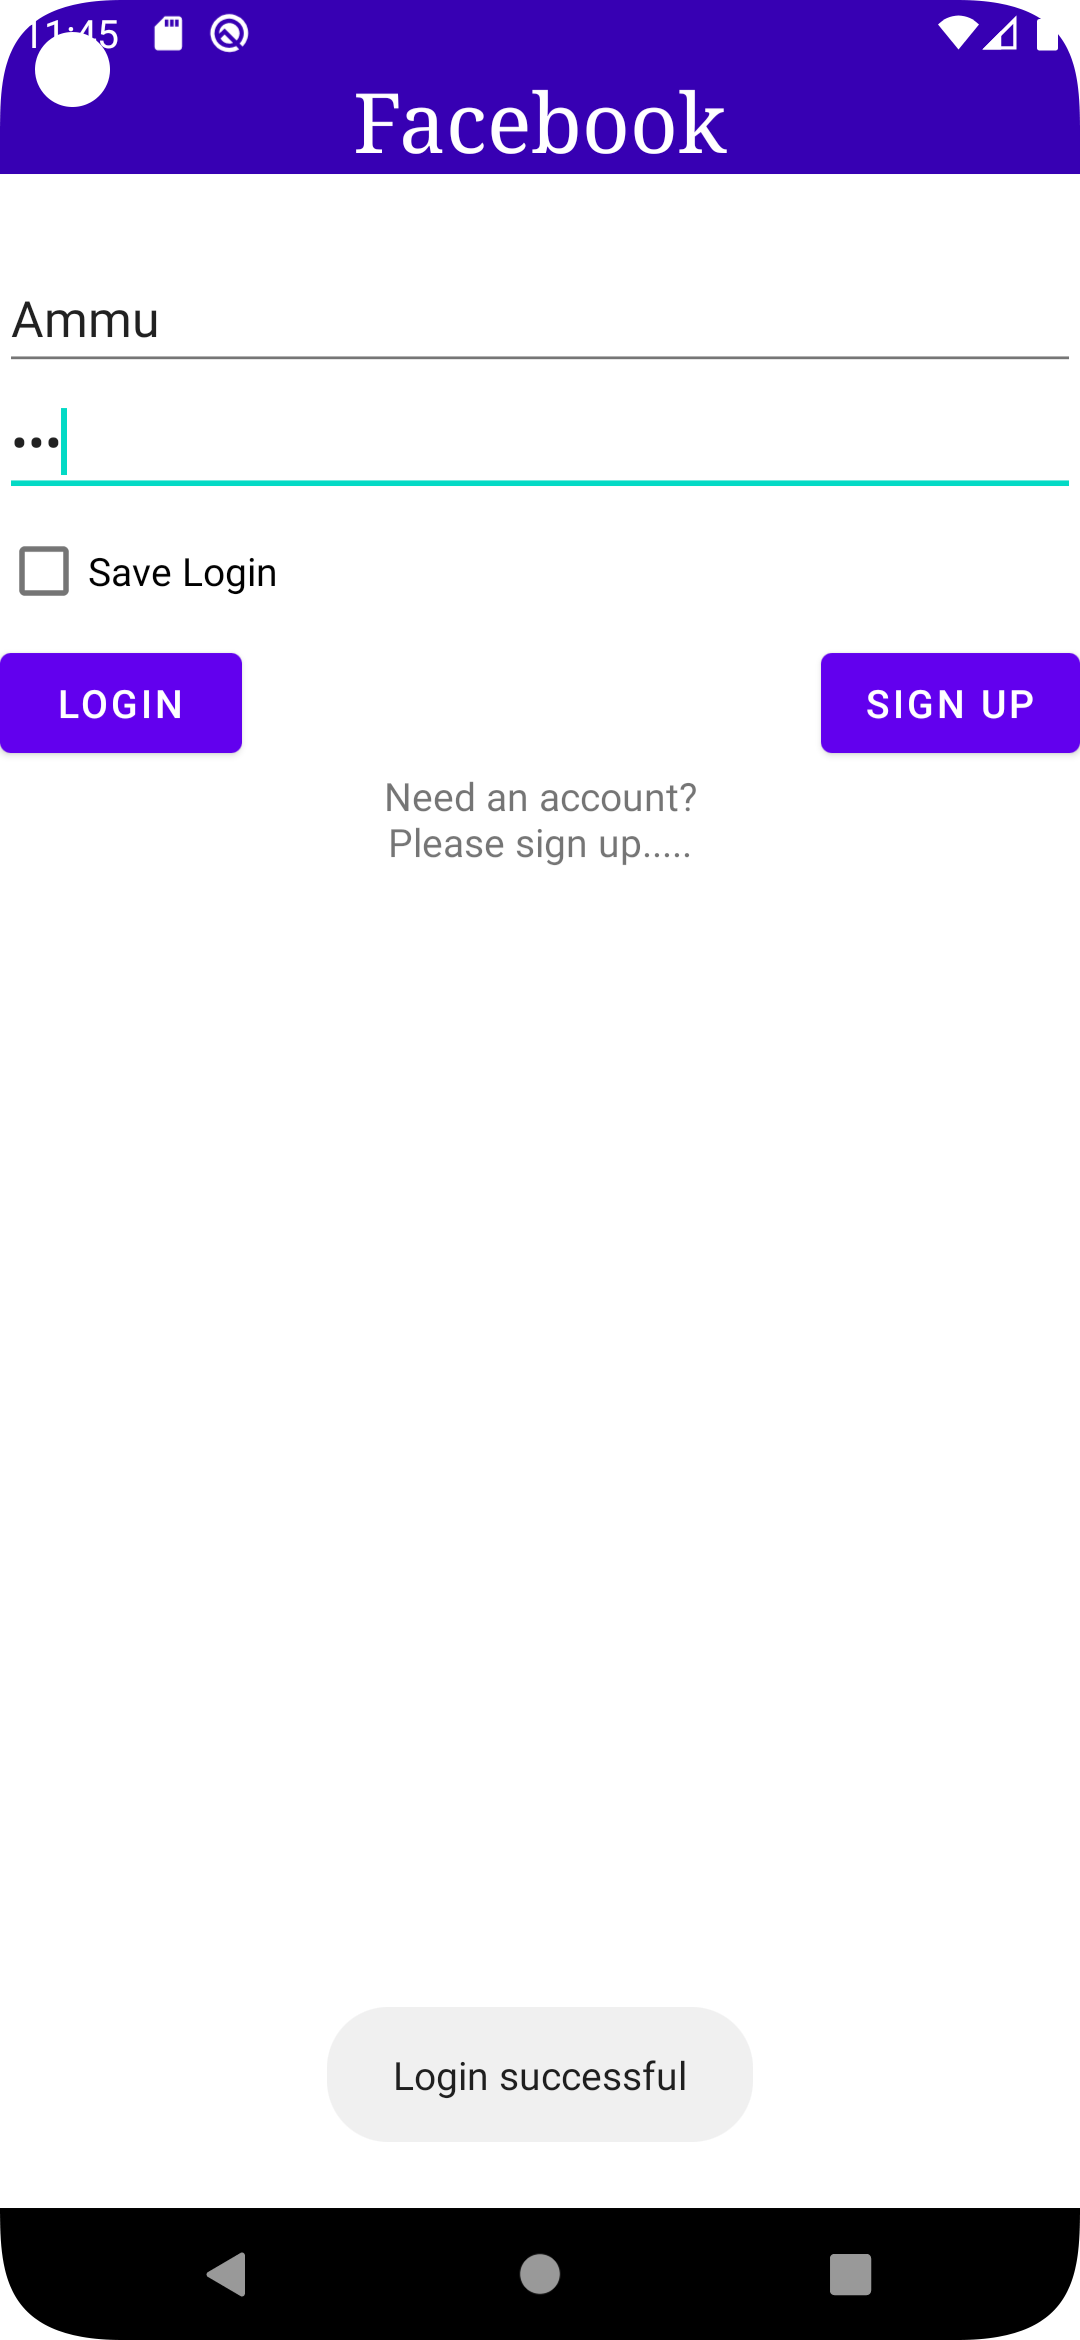 11:45
Facebook
Ammu
•••
Save Login
LOGIN
SIGN UP
Need an account?
Please sign up.....
Login successful